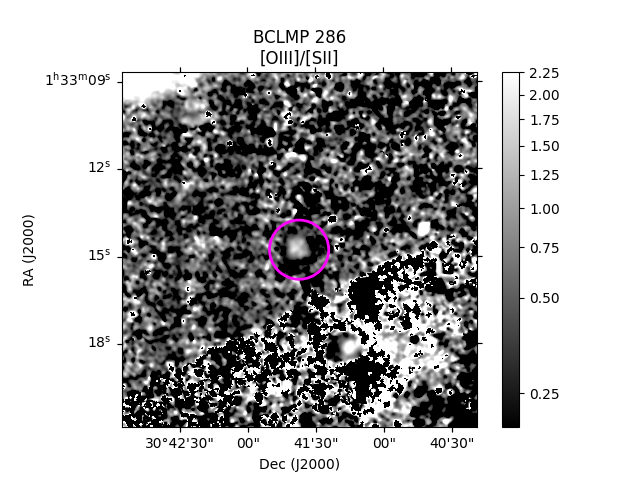 BCLMP 286
[OIII]/[SII]
1ʰ33ᵐ09ˢ
12ˢ
15ˢ
18ˢ
RA (J2000)
30°42'30" 00" 41'30" 00" 40'30"
Dec (J2000)
2.25
2.00
1.75
1.50
1.25
1.00
0.75
0.50
0.25